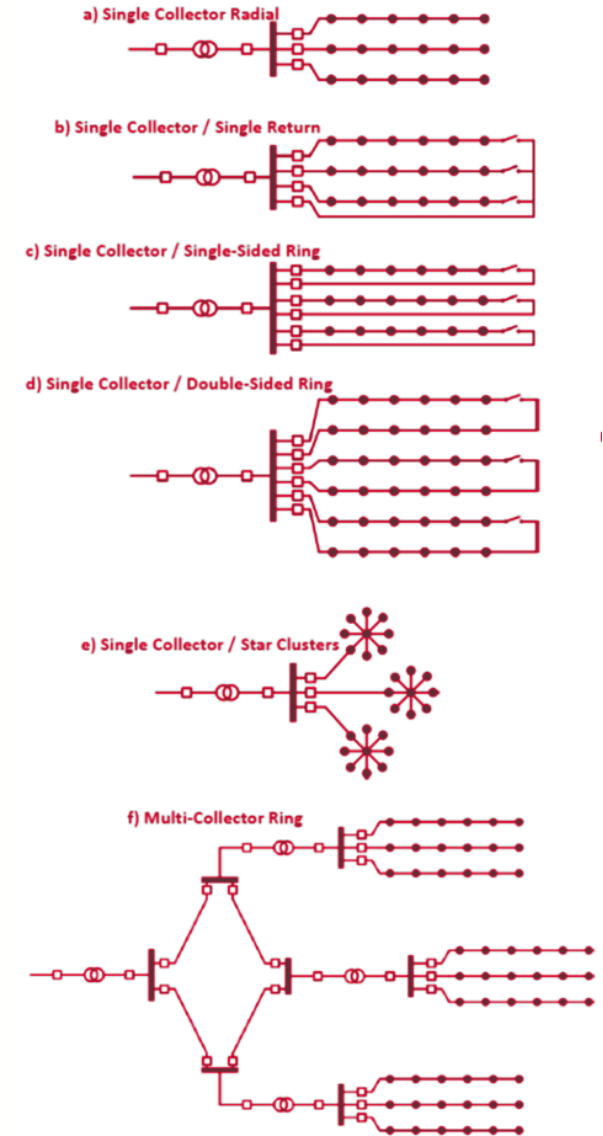 a) Single Collector Radial
b) Single Collector / Single Return
c) Single Collector / Single-Sided Ring
d) Single Collector / Double-Sided Ring
e) Single Collector / Star Clusters
f) Multi-Collector Ring